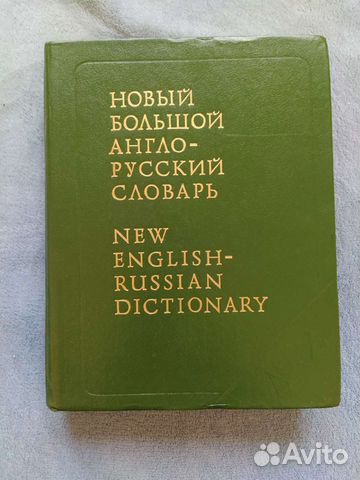 НОВЫЙ
БОЛЬШОЙ
АНГЛО-
РУССКИЙ
СЛОВАРЬ
NEW
ENGLISH-
RUSSIAN
DICTIONARY
Avito